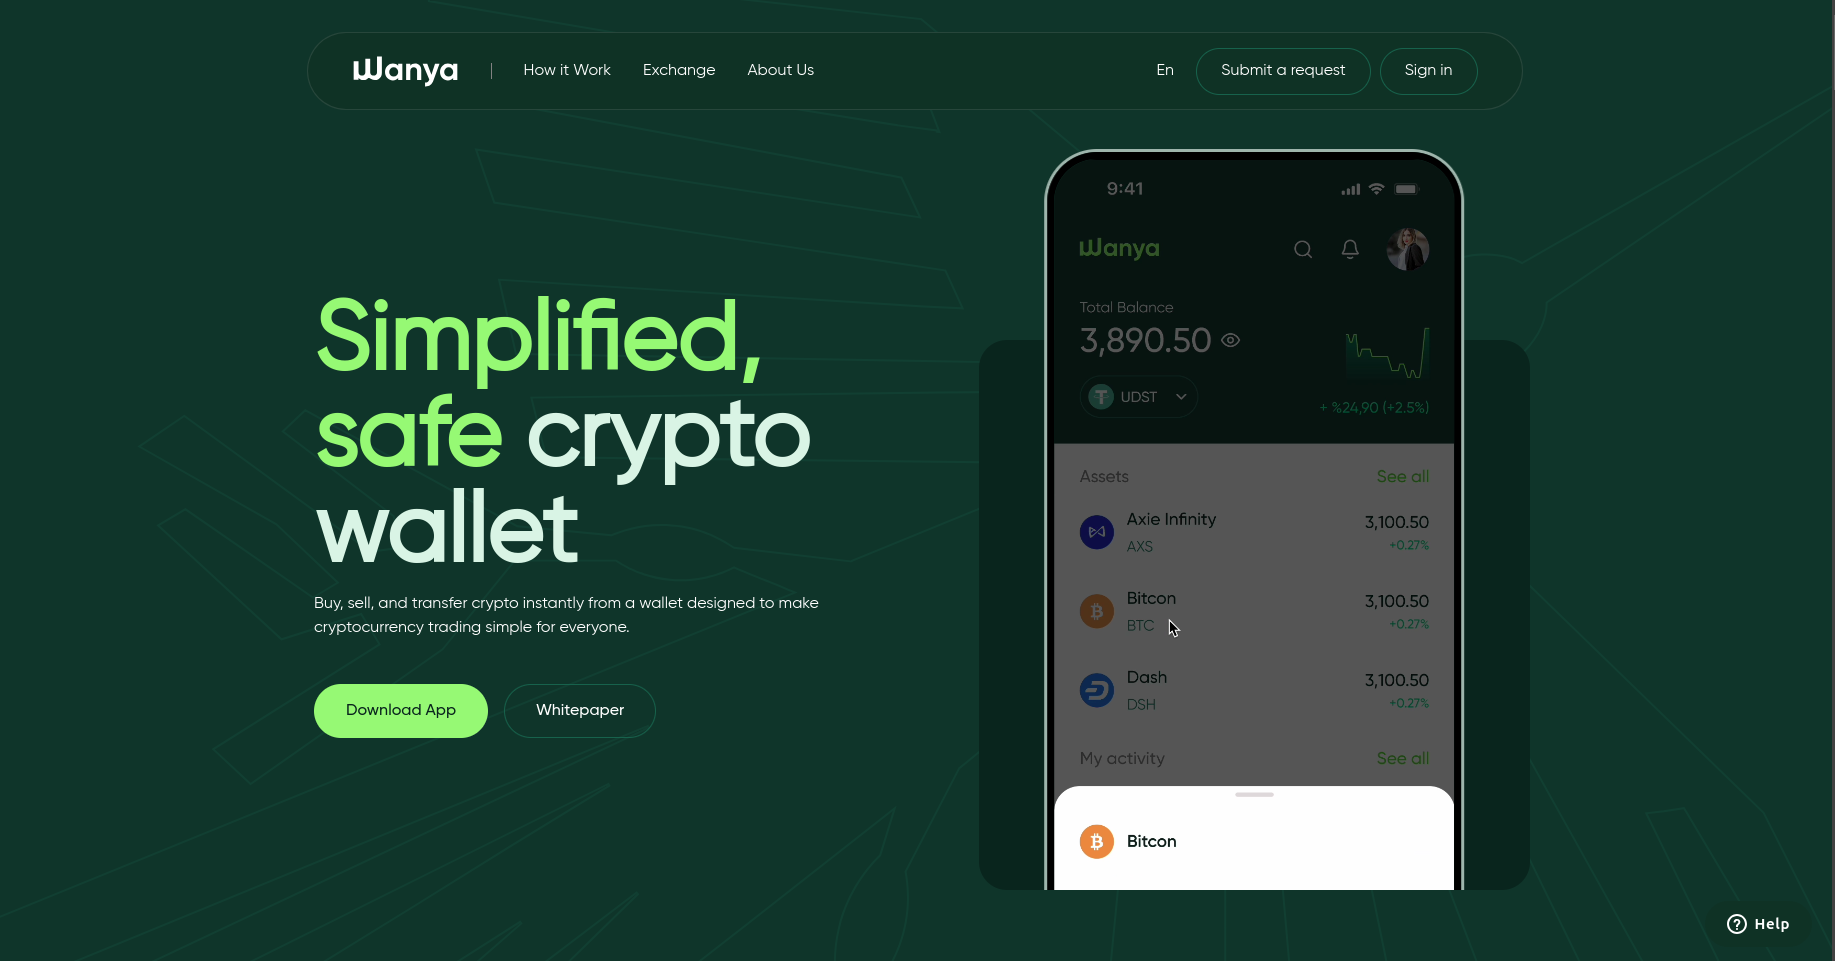 Wanya
How it Work
Exchange
About Us
En
Submit a request
Sign in
Simplified,
safe crypto
wallet
Buy, sell, and transfer crypto instantly from a wallet designed to make
cryptocurrency trading simple for everyone.
Download App
Whitepaper
9:41
Wanya
Total Balance
3,890.50
UDST
+ %24,90 (+2.5%)
Assets
See all
Axie Infinity
3,100.50
AXS
+0.27%
Bitcon
3,100.50
BTC
+0.27%
Dash
3,100.50
DSH
+0.27%
My activity
See all
Bitcon
Help